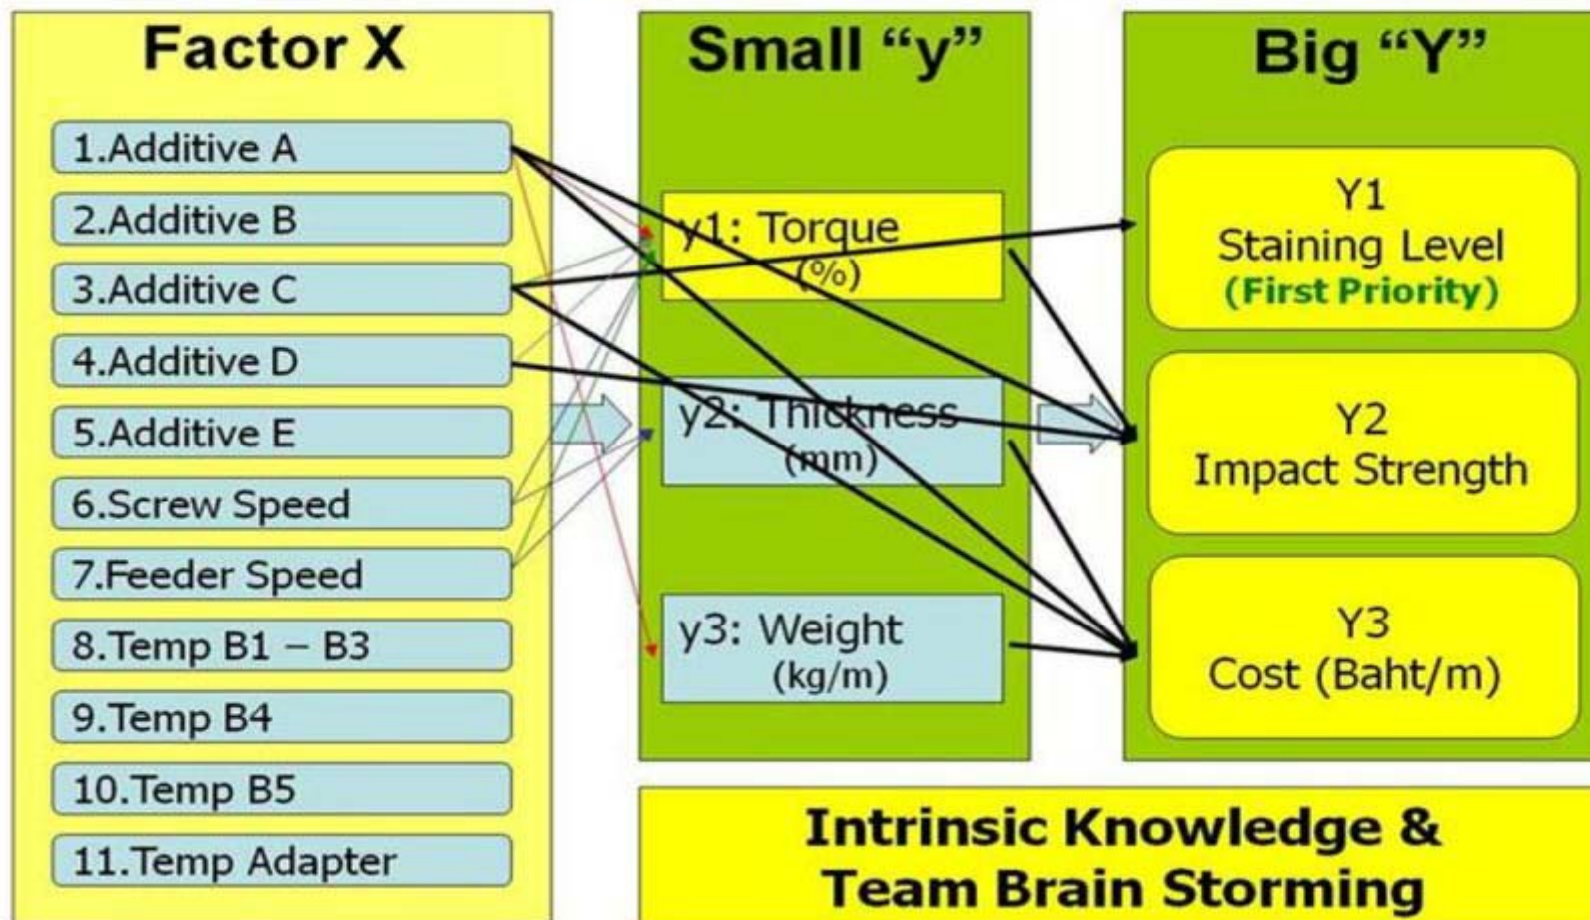 Factor X
1.Additive A
2.Additive B
3.Additive C
4.Additive D
5.Additive E
6.Screw Speed
7.Feeder Speed
8.Temp B1 – B3
9.Temp B4
10.Temp B5
11.Temp Adapter
Small “y”
y1: Torque
(%)
y2: Thickness
(mm)
y3: Weight
(kg/m)
Big “Y”
Y1
Staining Level
(First Priority)
Y2
Impact Strength
Y3
Cost (Baht/m)
Intrinsic Knowledge &
Team Brain Storming